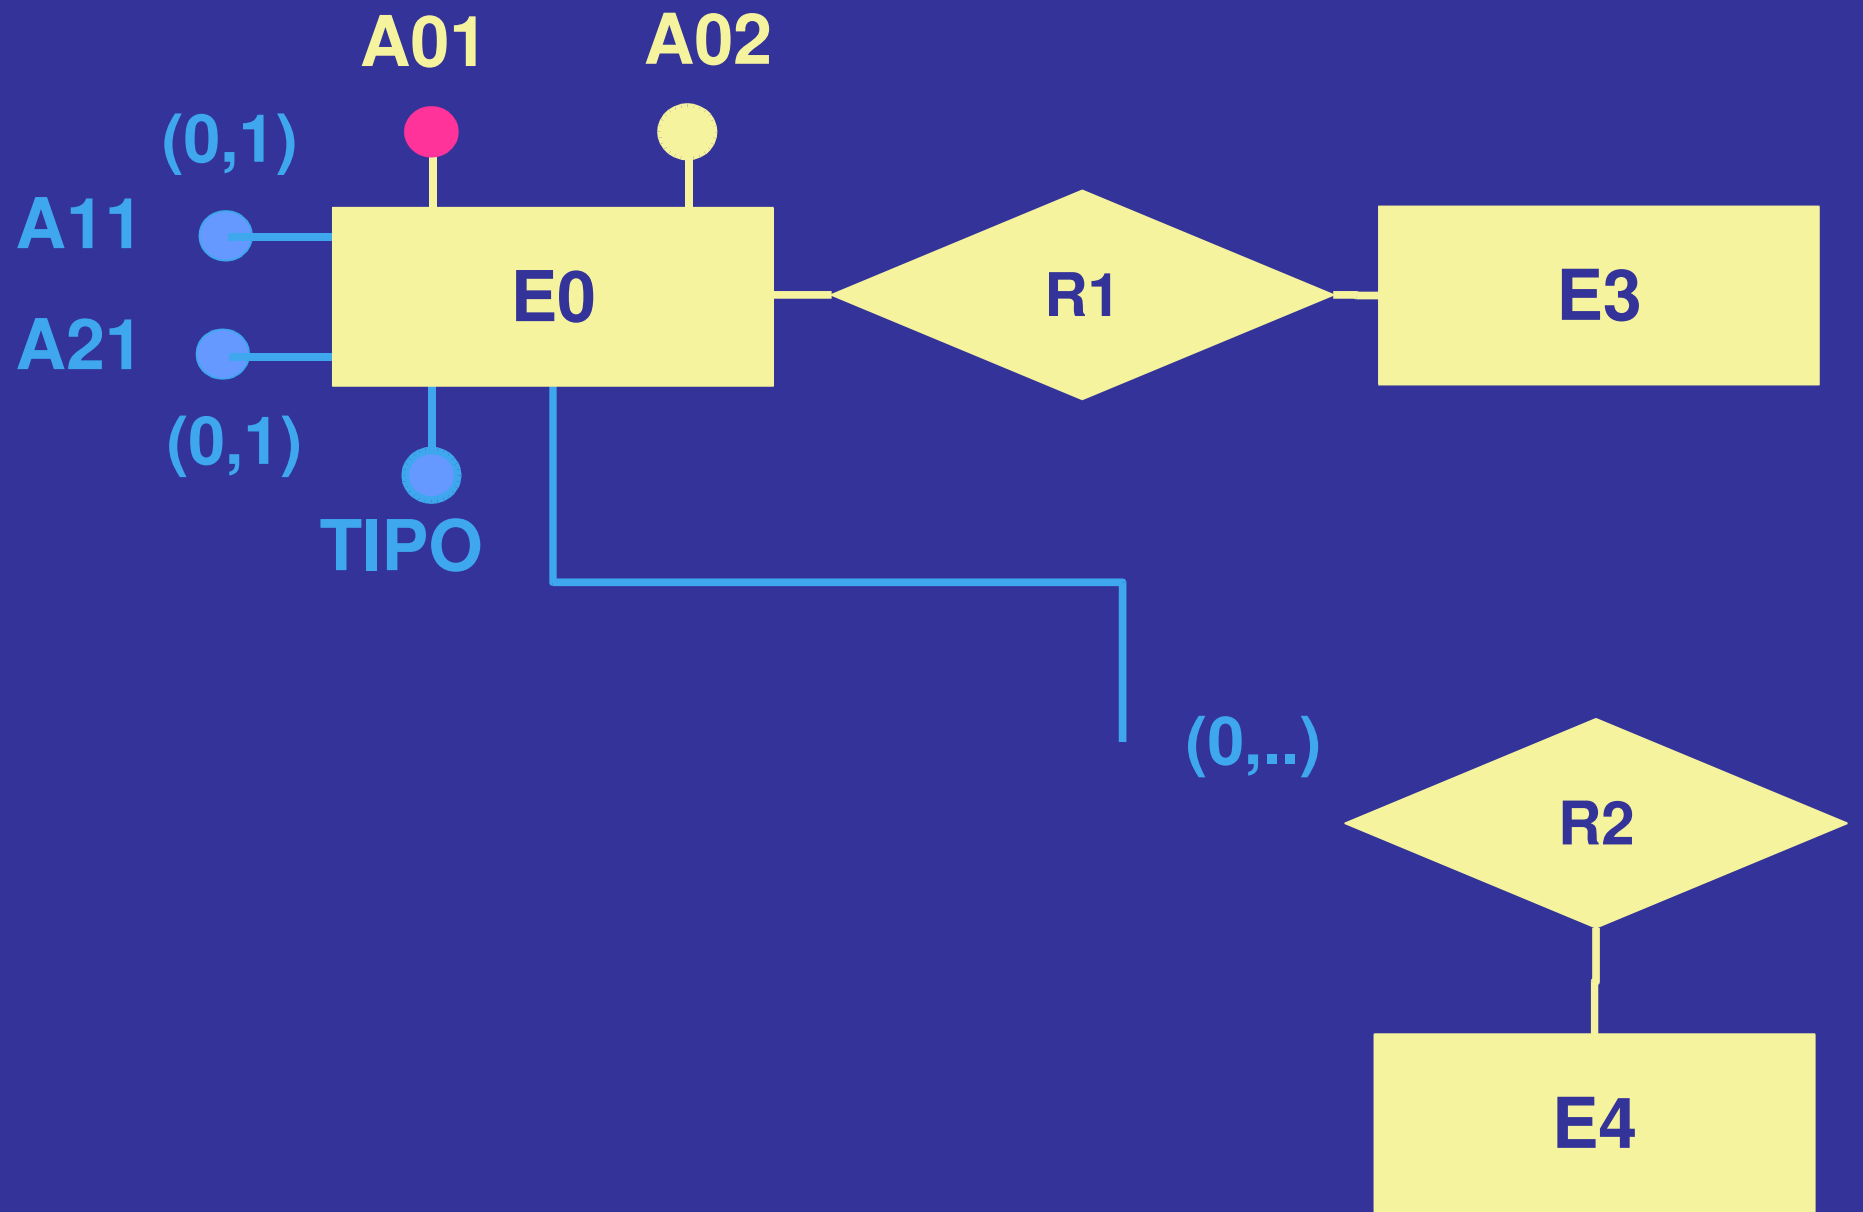 A01
A02
(0,1)
A11
E0
R1
E3
A21
(0,1)
TIPO
(0,..)
R2
E4